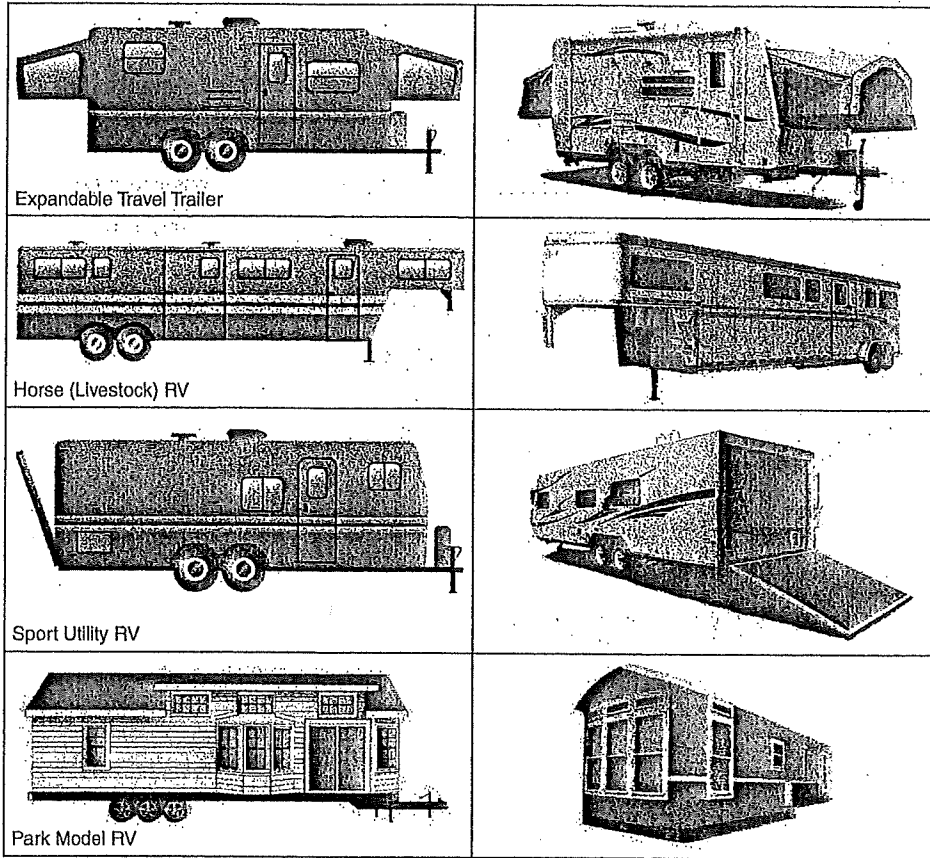 Expandable Travel Trailer
Horse (Livestock) RV
Sport Utility RV
Park Model RV